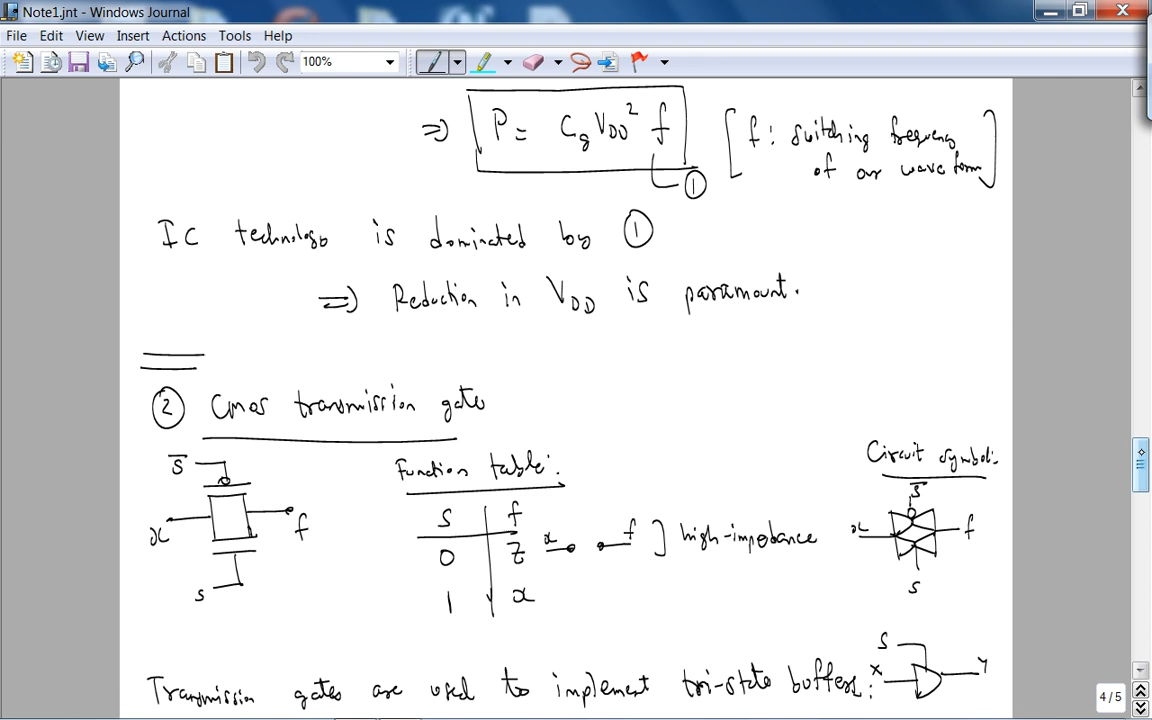 Note1.jnt - Windows Journal
File Edit View Insert Actions Tools Help
100%
⇒ P = Cg VDD² f [f: switching frequency
of our waveform]
①
IC technology is dominated by ①
⇒ Reduction in VDD is paramount.
② CMOS transmission gates
S̅
x f
s
Function table:
S f
0 Z x f ] high-impedance
1 x
Circuit symbol:
S̅
x f
S
Transmission gates are used to implement tri-state buffers:
S
x y
4/5